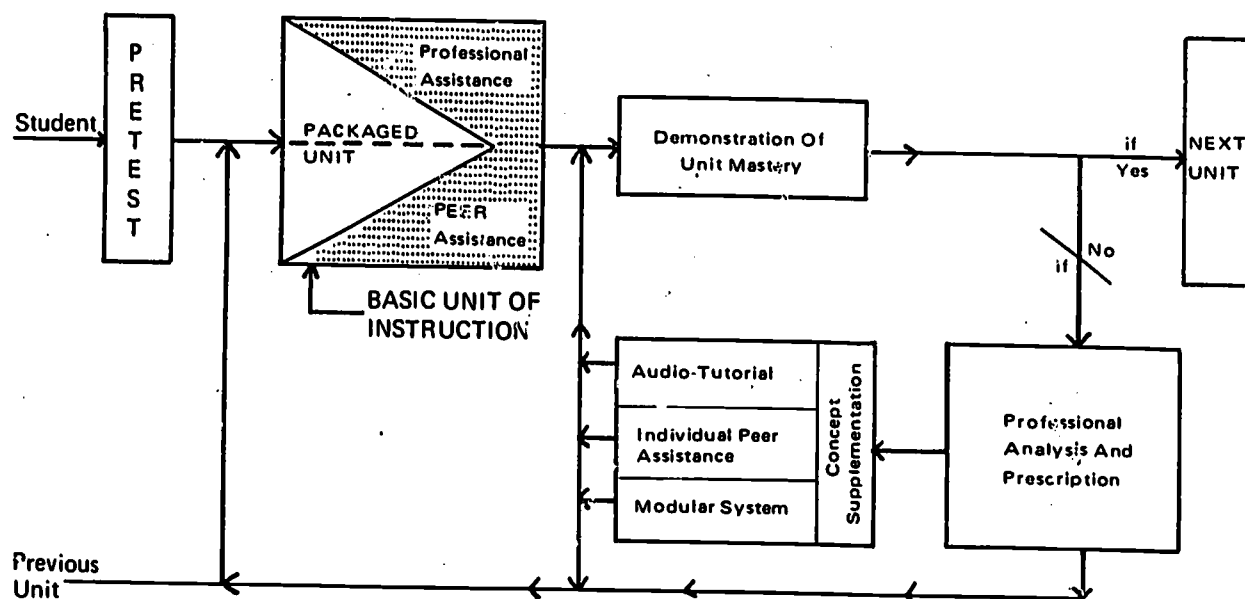 PRETEST
Student
Professional
Assistance
PACKAGED
UNIT
PEER
Assistance
BASIC UNIT OF
INSTRUCTION
Demonstration Of
Unit Mastery
if
Yes
NEXT
UNIT
if No
Audio-Tutorial
Individual Peer
Assistance
Modular System
Concept
Supplementation
Professional
Analysis And
Prescription
Previous
Unit